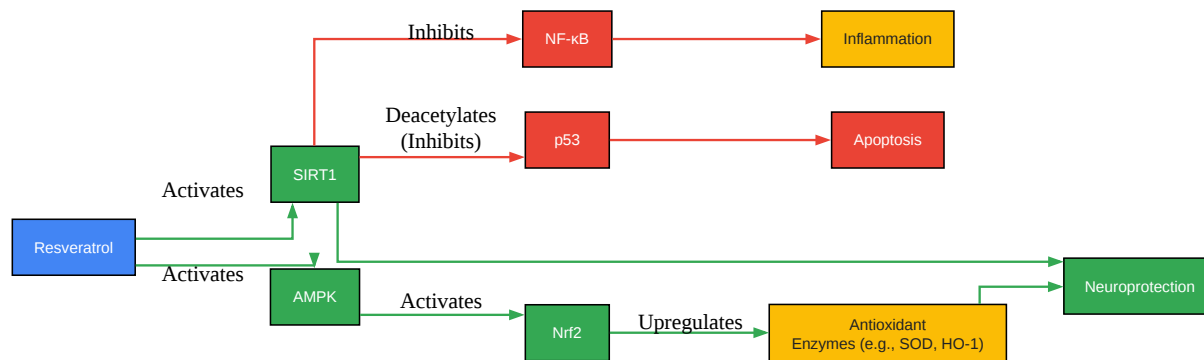 Inhibits
NF-κB
Inflammation
Deacetylates
(Inhibits)
p53
Apoptosis
SIRT1
Activates
Resveratrol
Activates
AMPK
Activates
Nrf2
Upregulates
Antioxidant
Enzymes (e.g., SOD, HO-1)
Neuroprotection